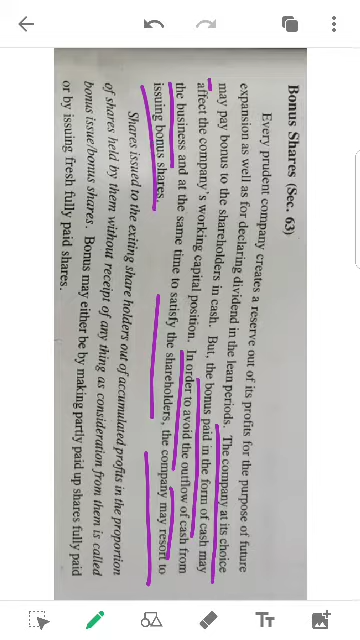 Bonus Shares (Sec. 63)
Every prudent company creates a reserve out of its profits for the purpose of future
expansion as well as for declaring dividend in the lean periods. The company at its choice
may pay bonus to the shareholders in cash. But, the bonus paid in the form of cash may
affect the company's working capital position. In order to avoid the outflow of cash from
the business and at the same time to satisfy the shareholders, the company may resort to
issuing bonus shares.
Shares issued to the exiting share holders out of accumulated profits in the proportion
of shares held by them without receipt of any thing as consideration from them is called
bonus issue/bonus shares. Bonus may either be by making partly paid up shares fully paid
or by issuing fresh fully paid shares.
Tт